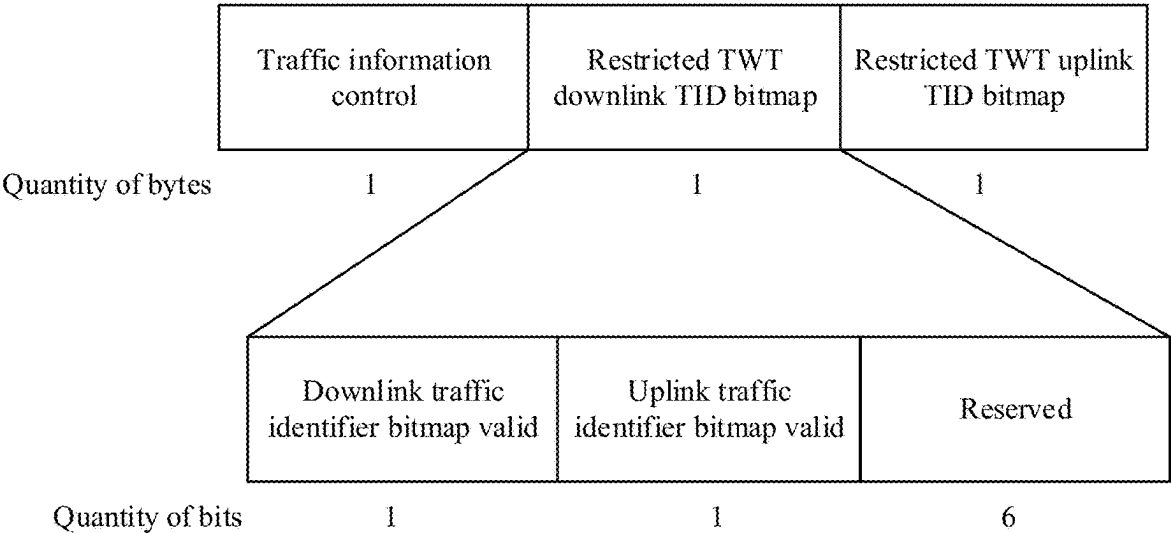 Traffic information
control
Restricted TWT
downlink TID bitmap
Restricted TWT uplink
TID bitmap
Quantity of bytes 1 1 1
Downlink traffic
identifier bitmap valid
Uplink traffic
identifier bitmap valid
Reserved
Quantity of bits 1 1 6